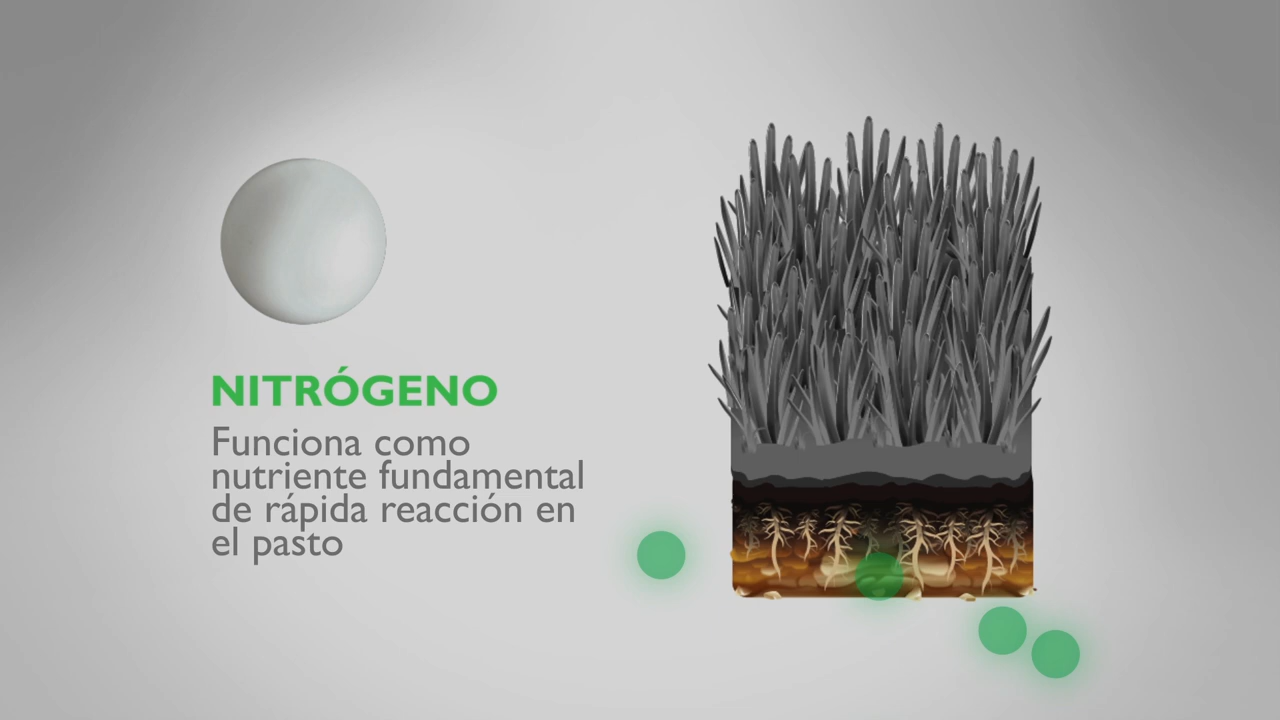 NITRÓGENO
Funciona como
nutriente fundamental
de rápida reacción en
el pasto